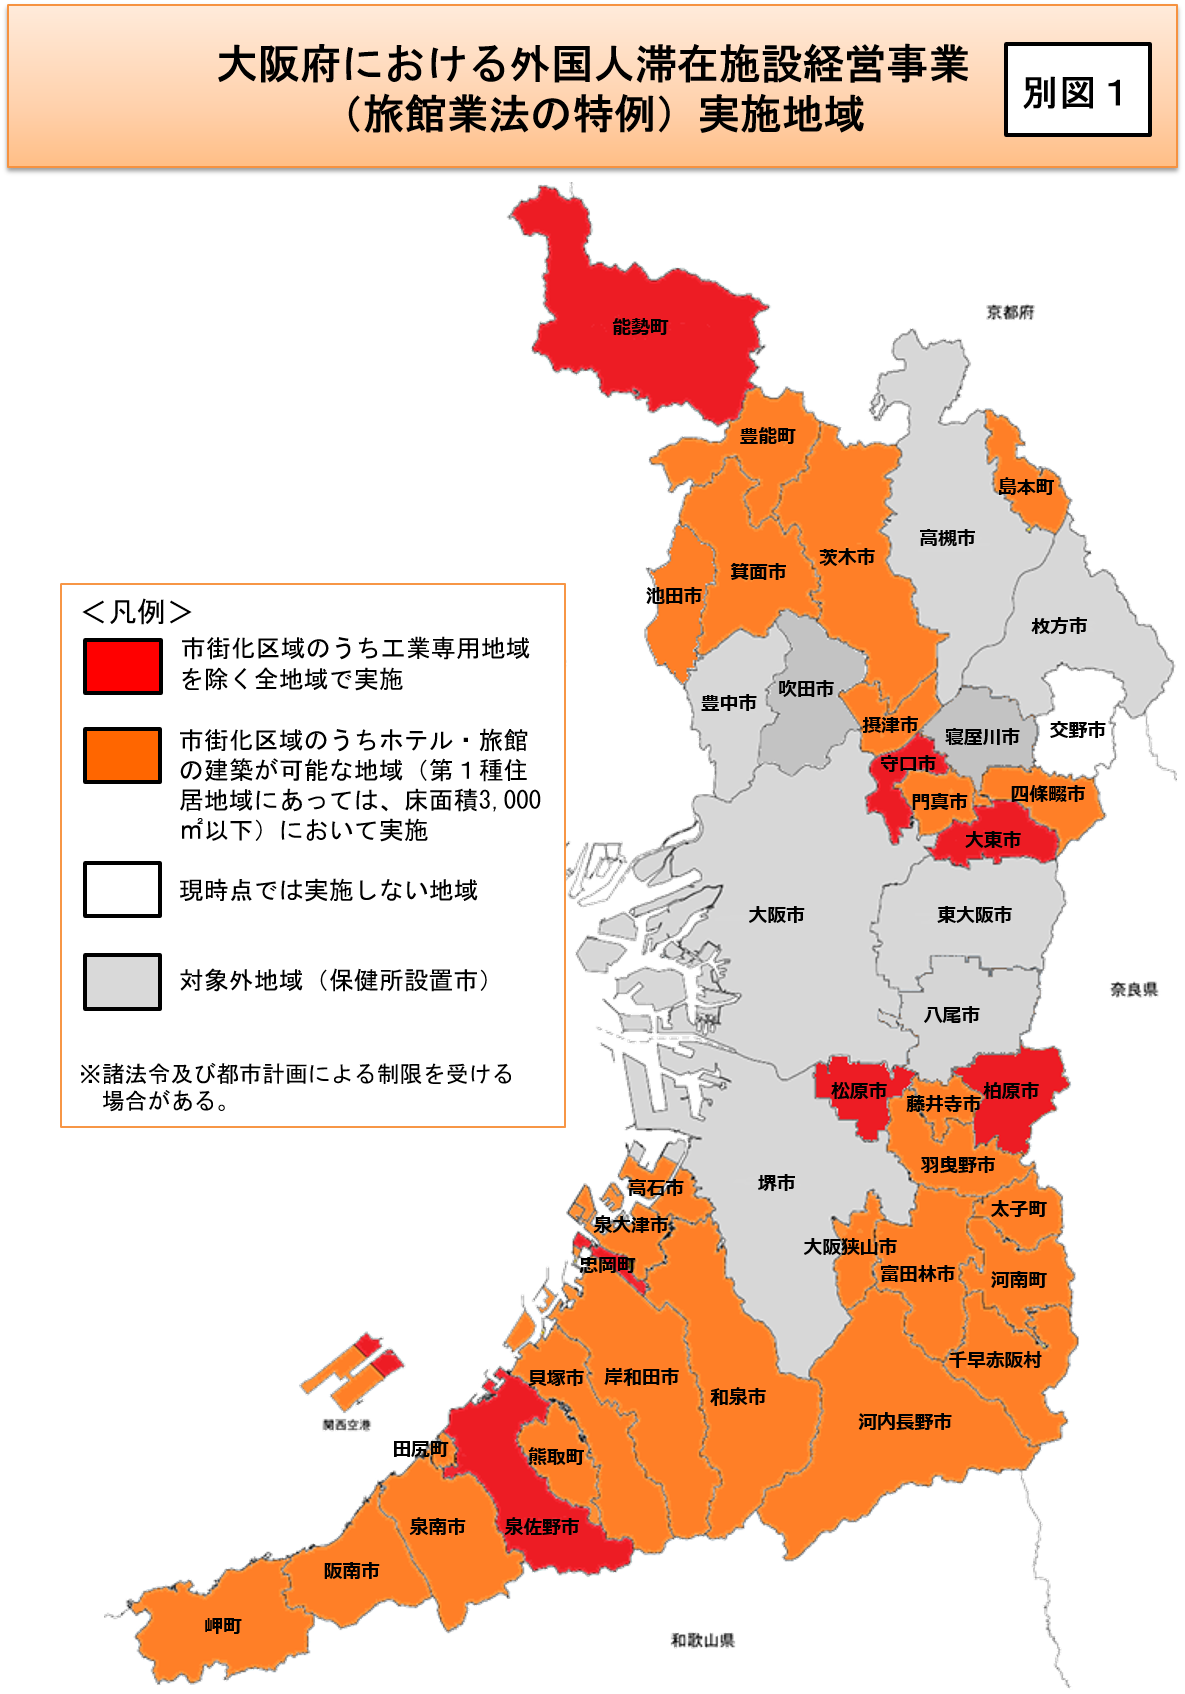 大阪府における外国人滞在施設経営事業
（旅館業法の特例）実施地域
別図１
京都府
能勢町
豊能町
島本町
高槻市
茨木市
箕面市
池田市
枚方市
吹田市
豊中市
摂津市
寝屋川市
交野市
守口市
門真市
四條畷市
大東市
＜凡例＞
市街化区域のうち工業専用地域
を除く全地域で実施
市街化区域のうちホテル・旅館
の建築が可能な地域（第１種住
居地域にあっては、床面積3,000
㎡以下）において実施
現時点では実施しない地域
対象外地域（保健所設置市）
※諸法令及び都市計画による制限を受ける
場合がある。
大阪市
東大阪市
奈良県
八尾市
松原市
柏原市
藤井寺市
羽曳野市
堺市
高石市
太子町
泉大津市
大阪狭山市
忠岡町
富田林市
河南町
千早赤阪村
貝塚市
岸和田市
和泉市
河内長野市
関西空港
田尻町
熊取町
泉南市
泉佐野市
阪南市
岬町
和歌山県